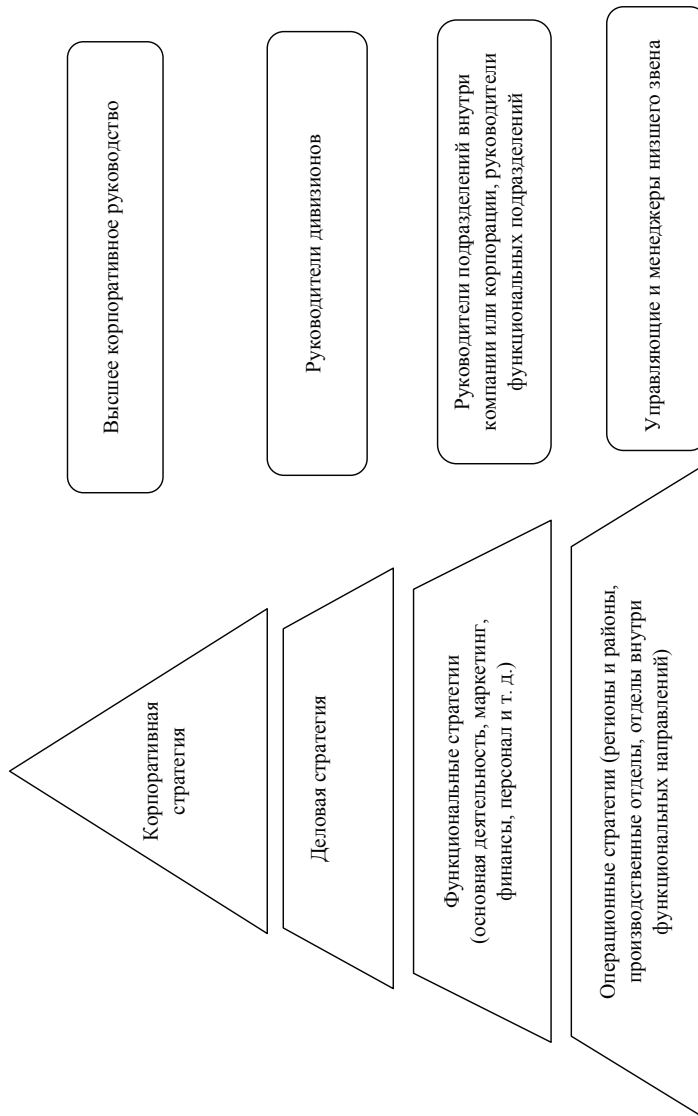 Корпоративная
стратегия
Высшее корпоративное руководство
Деловая стратегия
Руководители дивизионов
Функциональные стратегии
(основная деятельность, маркетинг,
финансы, персонал и т. д.)
Руководители подразделений внутри
компании или корпорации, руководители
функциональных подразделений
Операционные стратегии (регионы и районы,
производственные отделы, отделы внутри
функциональных направлений)
Управляющие и менеджеры низшего звена